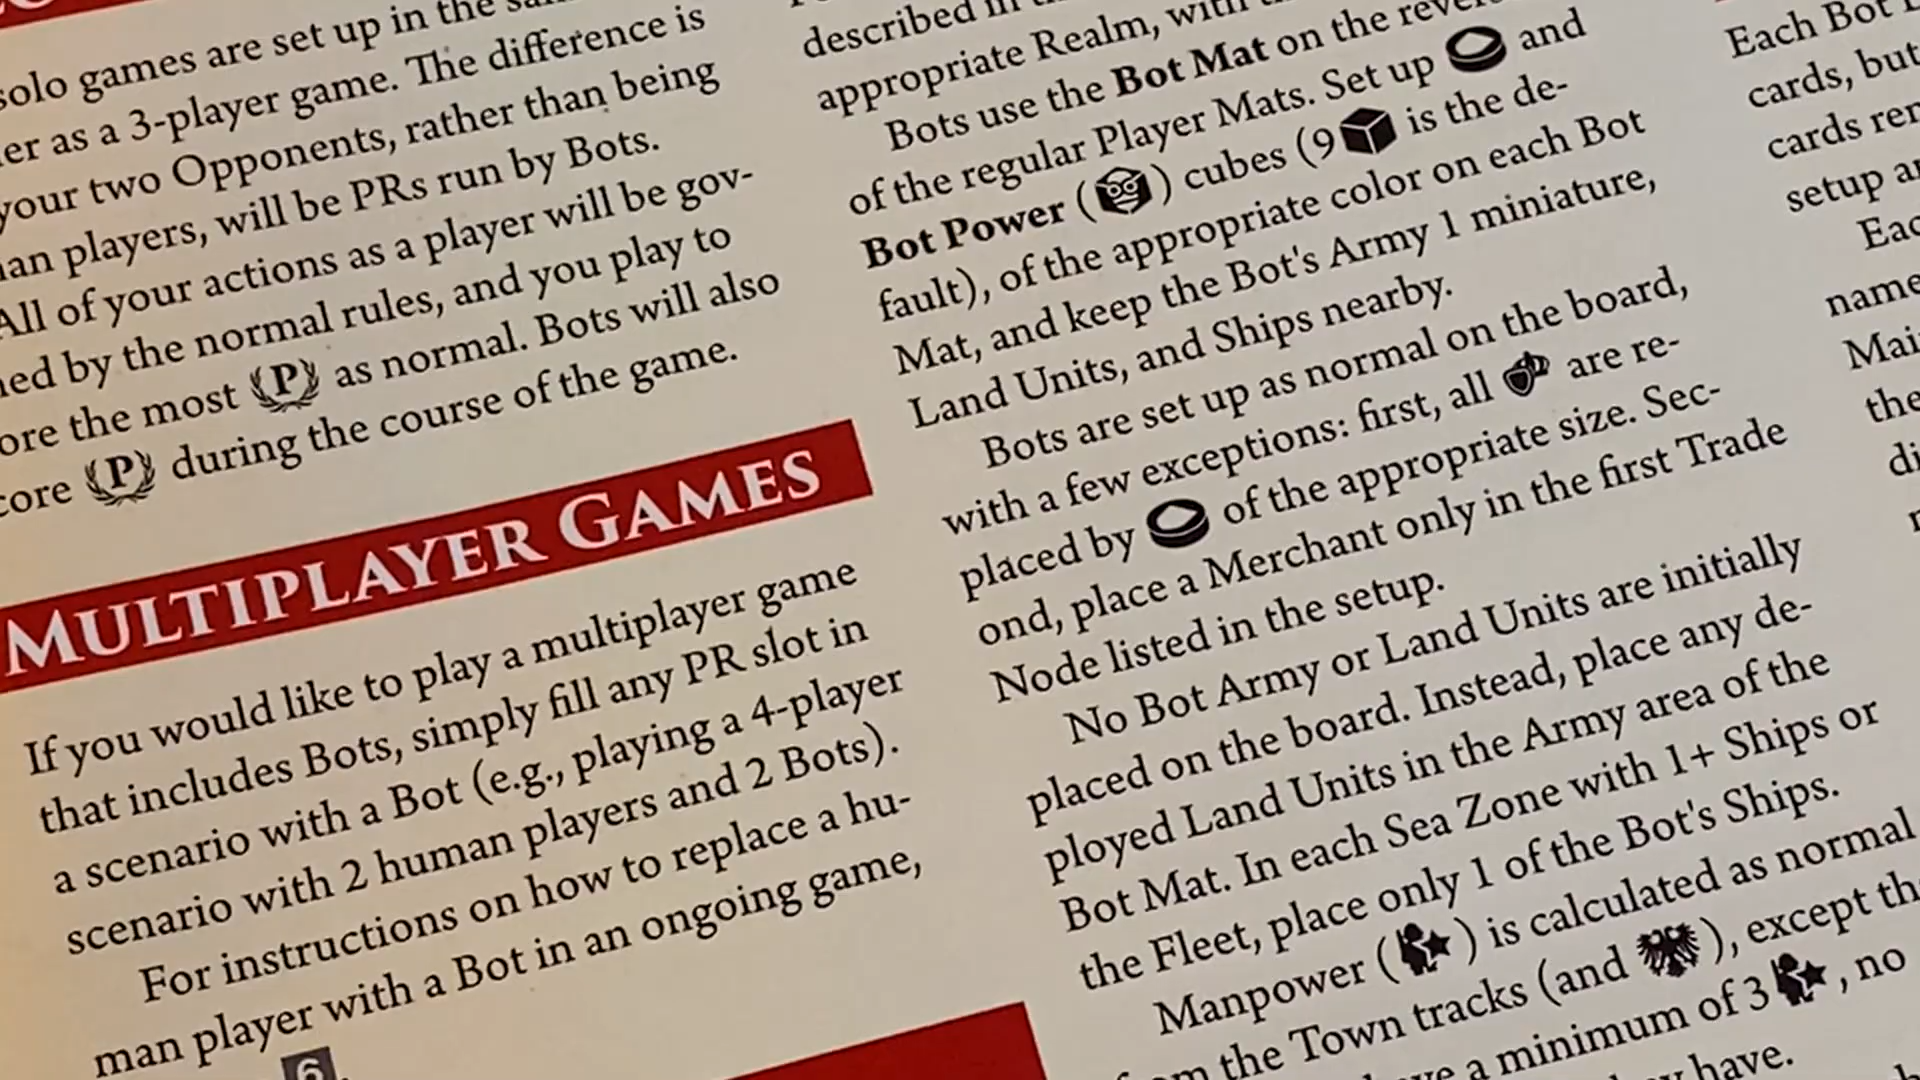 solo games are set up in the
er as a 3-player game. The difference is
your two Opponents, rather than being
an players, will be PRs run by Bots.
All of your actions as a player will be gov-
ned by the normal rules, and you play to
ore the most (P) as normal. Bots will also
core (P) during the course of the game.
MULTIPLAYER GAMES
If you would like to play a multiplayer game
that includes Bots, simply fill any PR slot in
a scenario with a Bot (e.g., playing a 4-player
scenario with 2 human players and 2 Bots).
For instructions on how to replace a hu-
man player with a Bot in an ongoing game,
6.
described in
appropriate Realm, with
Bots use the Bot Mat on the
of the regular Player Mats. Set up and
Bot Power ( ) cubes (9 is the de-
fault), of the appropriate color on each Bot
Mat, and keep the Bot's Army 1 miniature,
Land Units, and Ships nearby.
Bots are set up as normal on the board,
with a few exceptions: first, all are re-
placed by of the appropriate size. Sec-
ond, place a Merchant only in the first Trade
Node listed in the setup.
No Bot Army or Land Units are initially
placed on the board. Instead, place any de-
ployed Land Units in the Army area of the
Bot Mat. In each Sea Zone with 1+ Ships or
the Fleet, place only 1 of the Bot's Ships.
Manpower ( ) is calculated as normal
the Town tracks (and ), except
a minimum of 3 , no
have.
Each Bot
cards, but
cards
setup
name
the